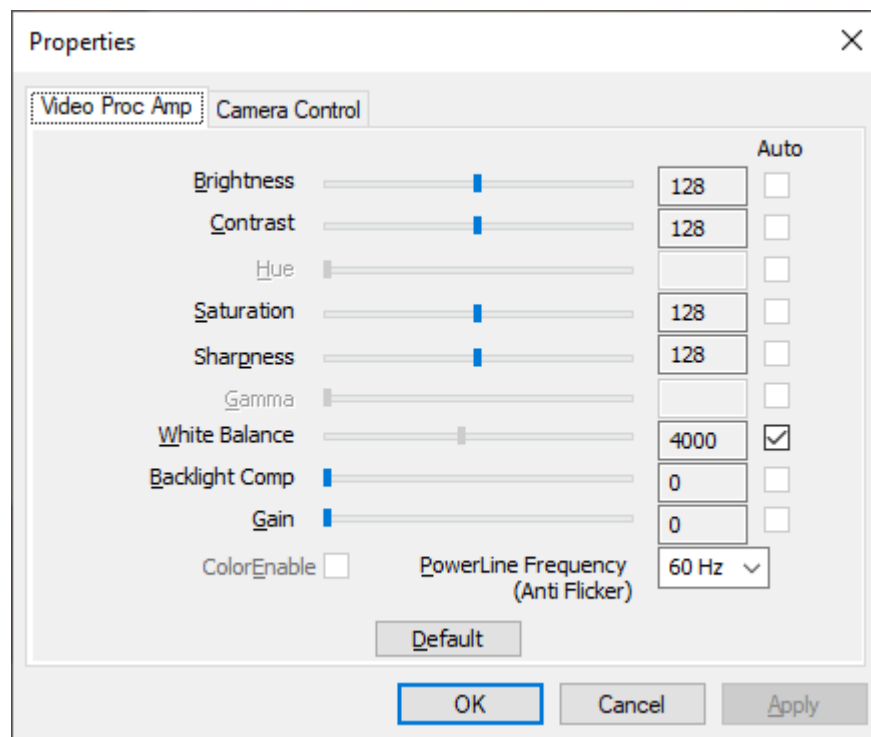 Properties
Video Proc Amp Camera Control
Auto
Brightness 128
Contrast 128
Hue
Saturation 128
Sharpness 128
Gamma
White Balance 4000
Backlight Comp 0
Gain 0
ColorEnable PowerLine Frequency 60 Hz
(Anti Flicker)
Default
OK Cancel Apply